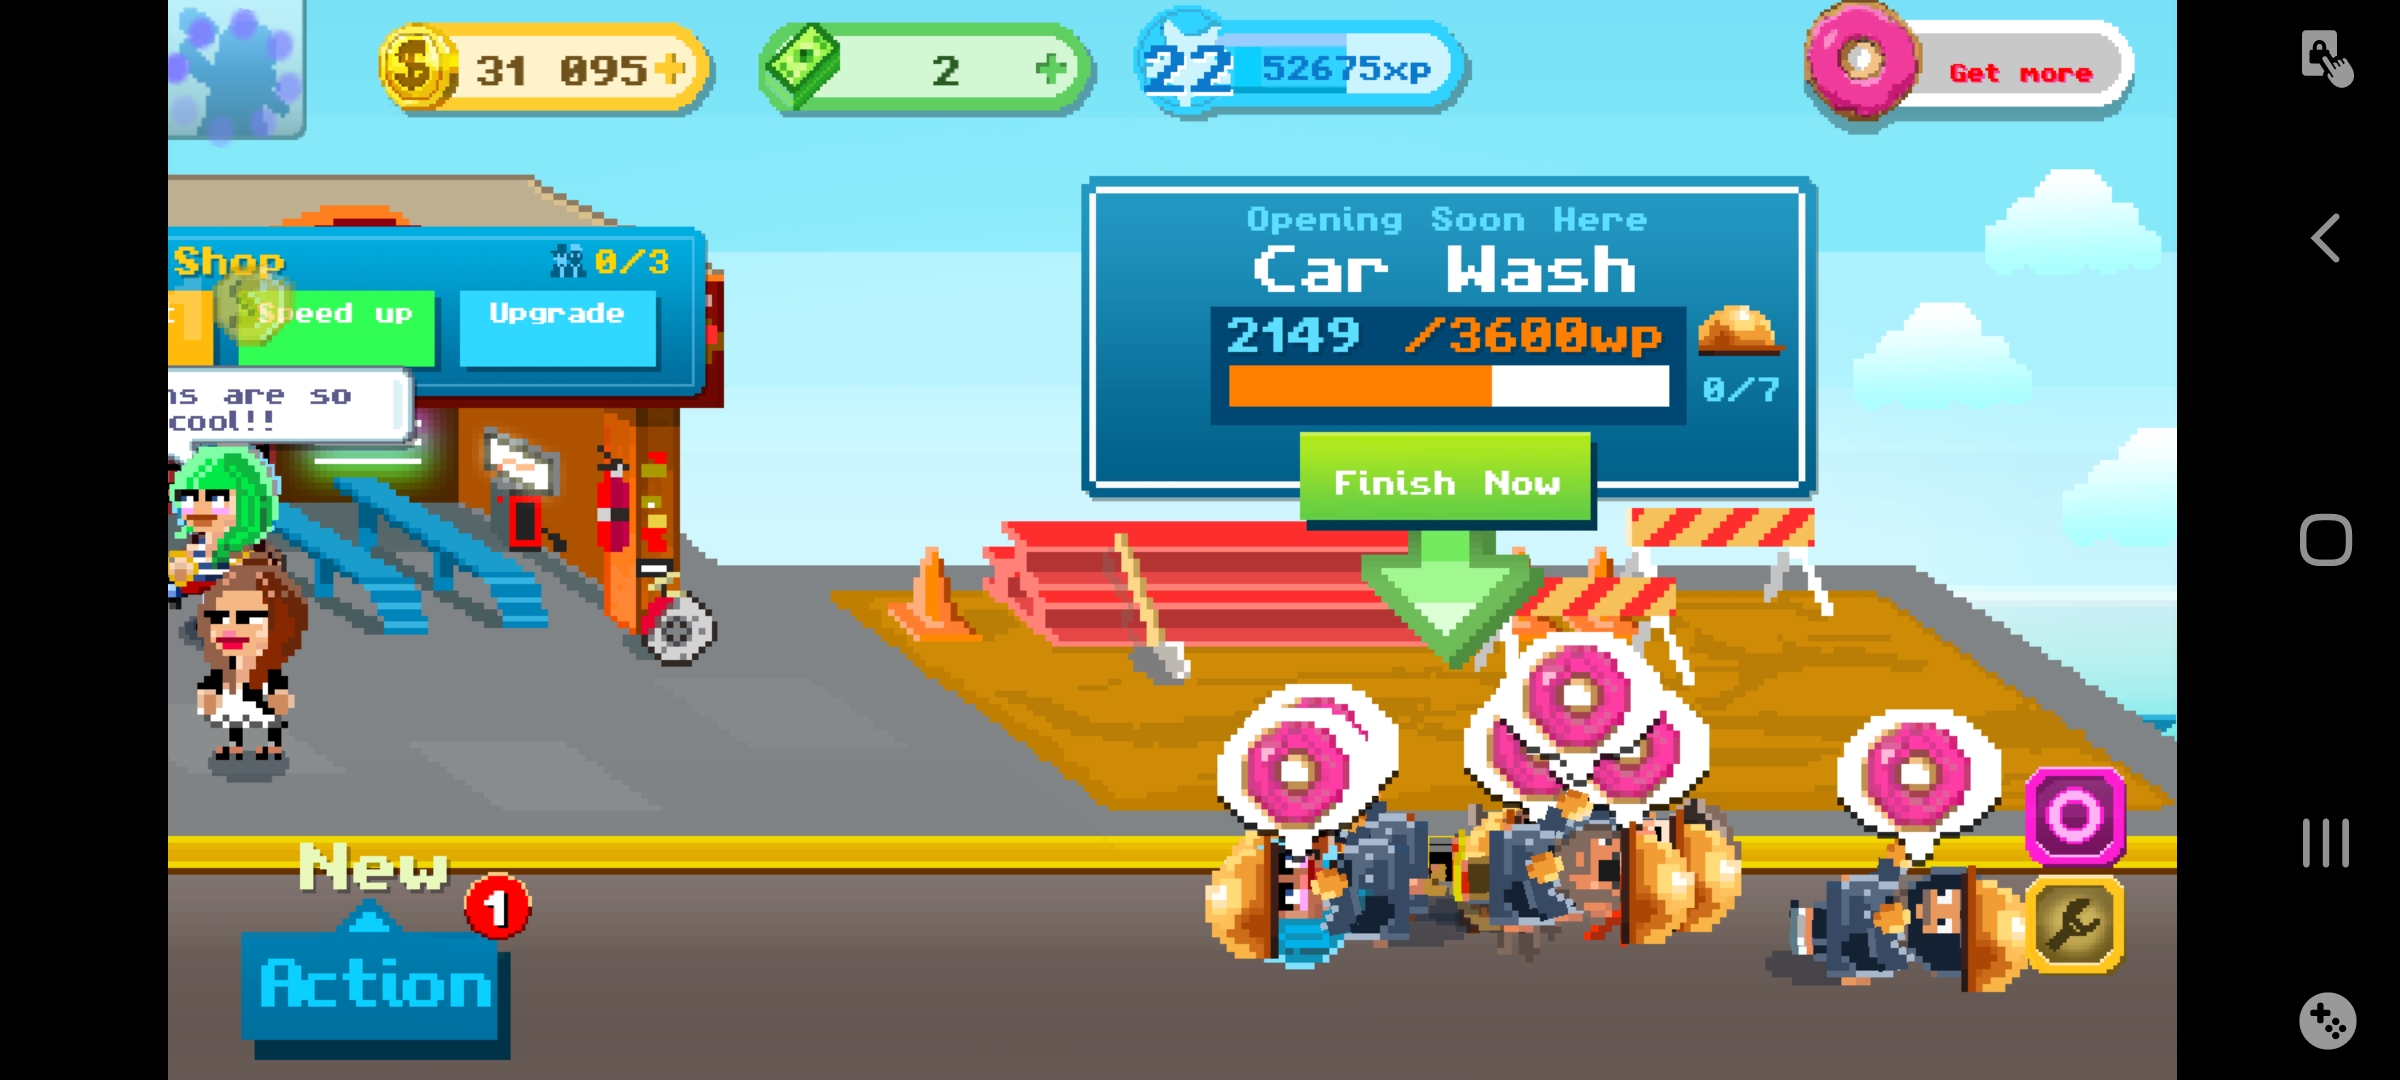 31 095
2
22
52675xp
Get more
Shop
0/3
Speed up
Upgrade
are so
cool!!
Opening Soon Here
Car Wash
2149 /3600wp
0/7
Finish Now
New
1
Action